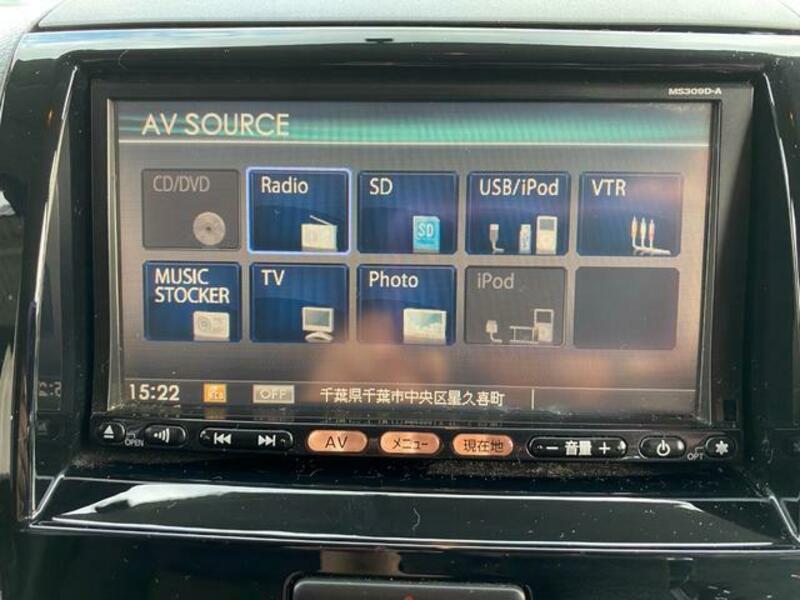 MS309D-A
AV SOURCE
CD/DVD Radio SD USB/iPod VTR
SD
MUSIC STOCKER TV Photo iPod
15:22 OFF 千葉県千葉市中央区星久喜町
OPEN AV メニュー 現在地 − 音量 + OPT